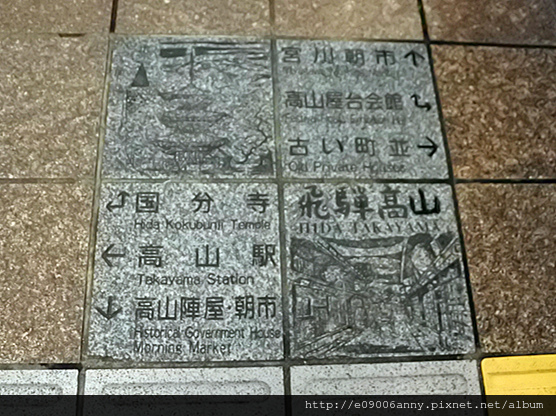 宮川朝市 ↑
高山屋台会館
古い町並 →
Old Private Houses
国分寺
Hida Kokubunji Temple
← 高山駅
Takayama Station
↓ 高山陣屋・朝市
Historical Government House
Morning Market
飛騨高山
HIDA TAKAYAMA
http://e09006anny.pixnet.net/album